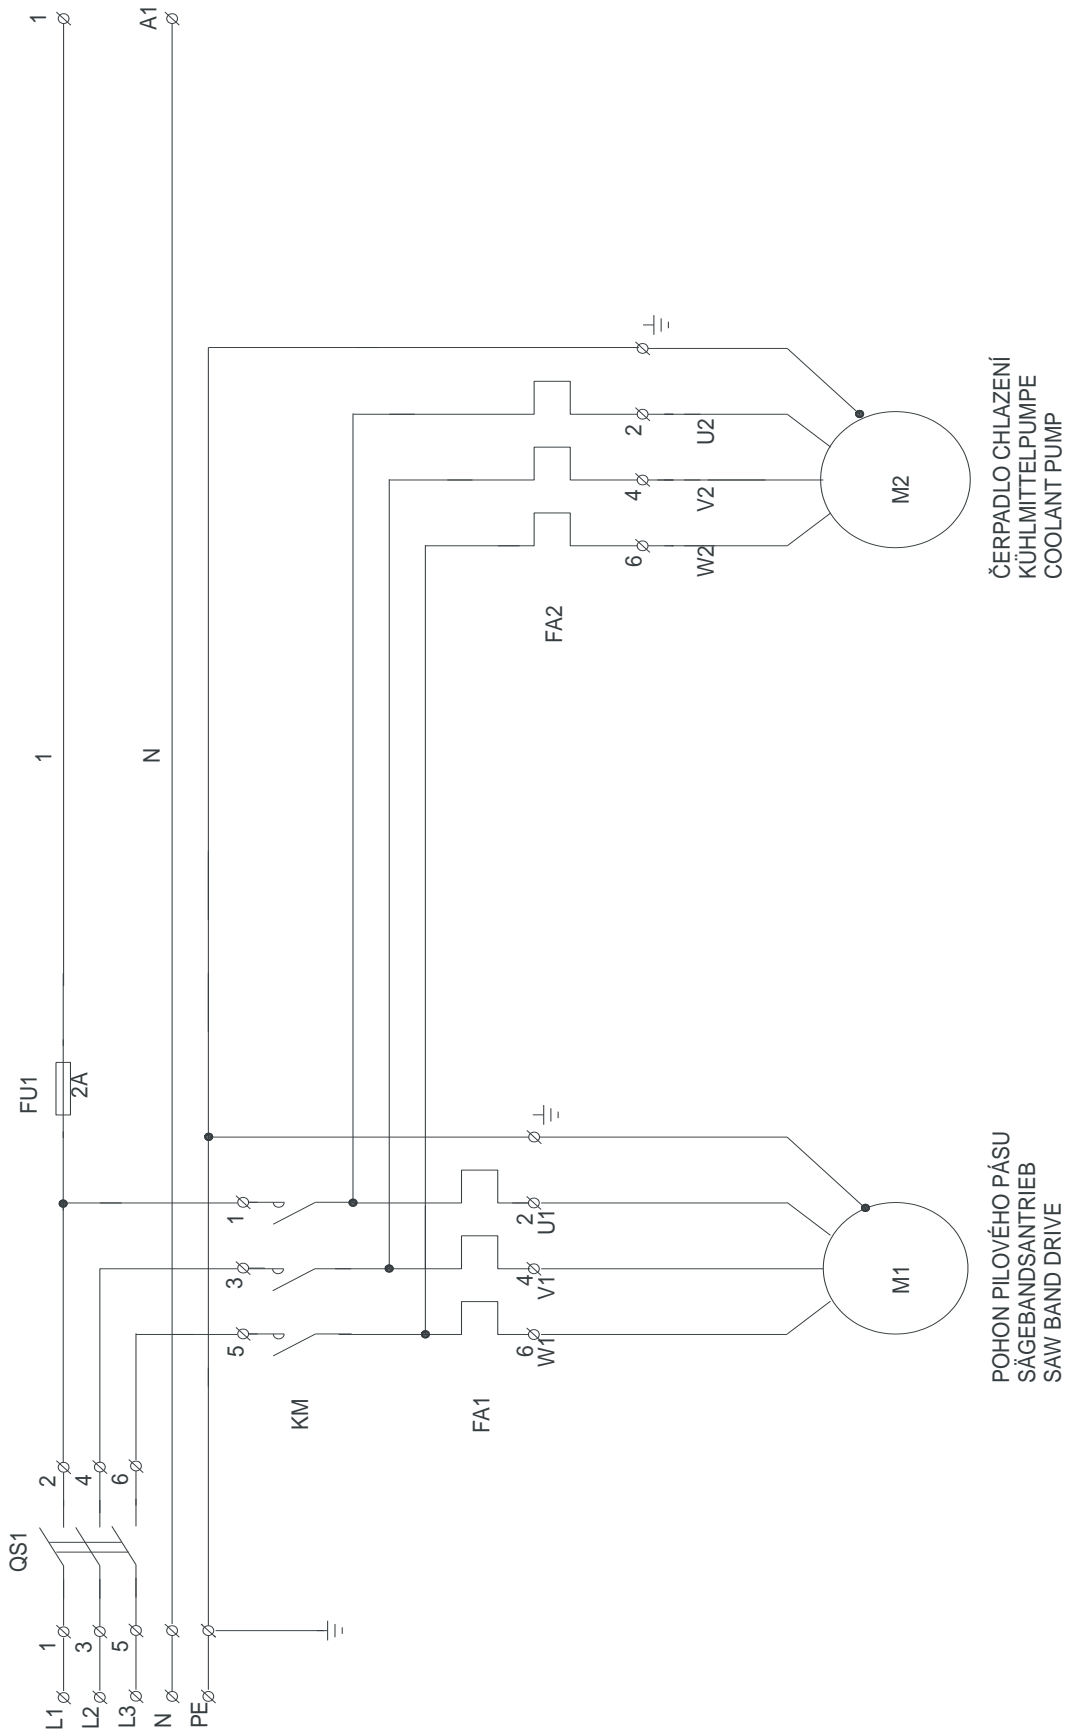 QS1
L1
1
2
L2
3
4
L3
5
6
N
PE
FU1
2A
1
1
N
A1
KM
1
3
5
FA1
2
U1
4
V1
6
W1
M1
POHON PILOVÉHO PÁSU
SÄGEBANDSANTRIEB
SAW BAND DRIVE
FA2
6
W2
4
V2
2
U2
M2
ČERPADLO CHLAZENÍ
KÜHLMITTELPUMPE
COOLANT PUMP